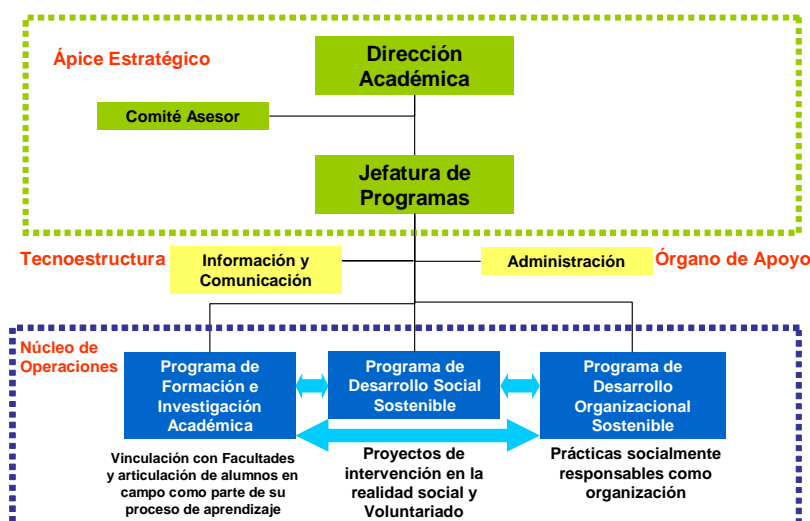 Ápice Estratégico
Dirección
Académica
Comité Asesor
Jefatura de
Programas
Tecnoestructura
Información y
Comunicación
Administración
Órgano de Apoyo
Núcleo de
Operaciones
Programa de
Formación e
Investigación
Académica
Programa de
Desarrollo Social
Sostenible
Programa de
Desarrollo
Organizacional
Sostenible
Vinculación con Facultades
y articulación de alumnos en
campo como parte de su
proceso de aprendizaje
Proyectos de
intervención en la
realidad social y
Voluntariado
Prácticas socialmente
responsables como
organización